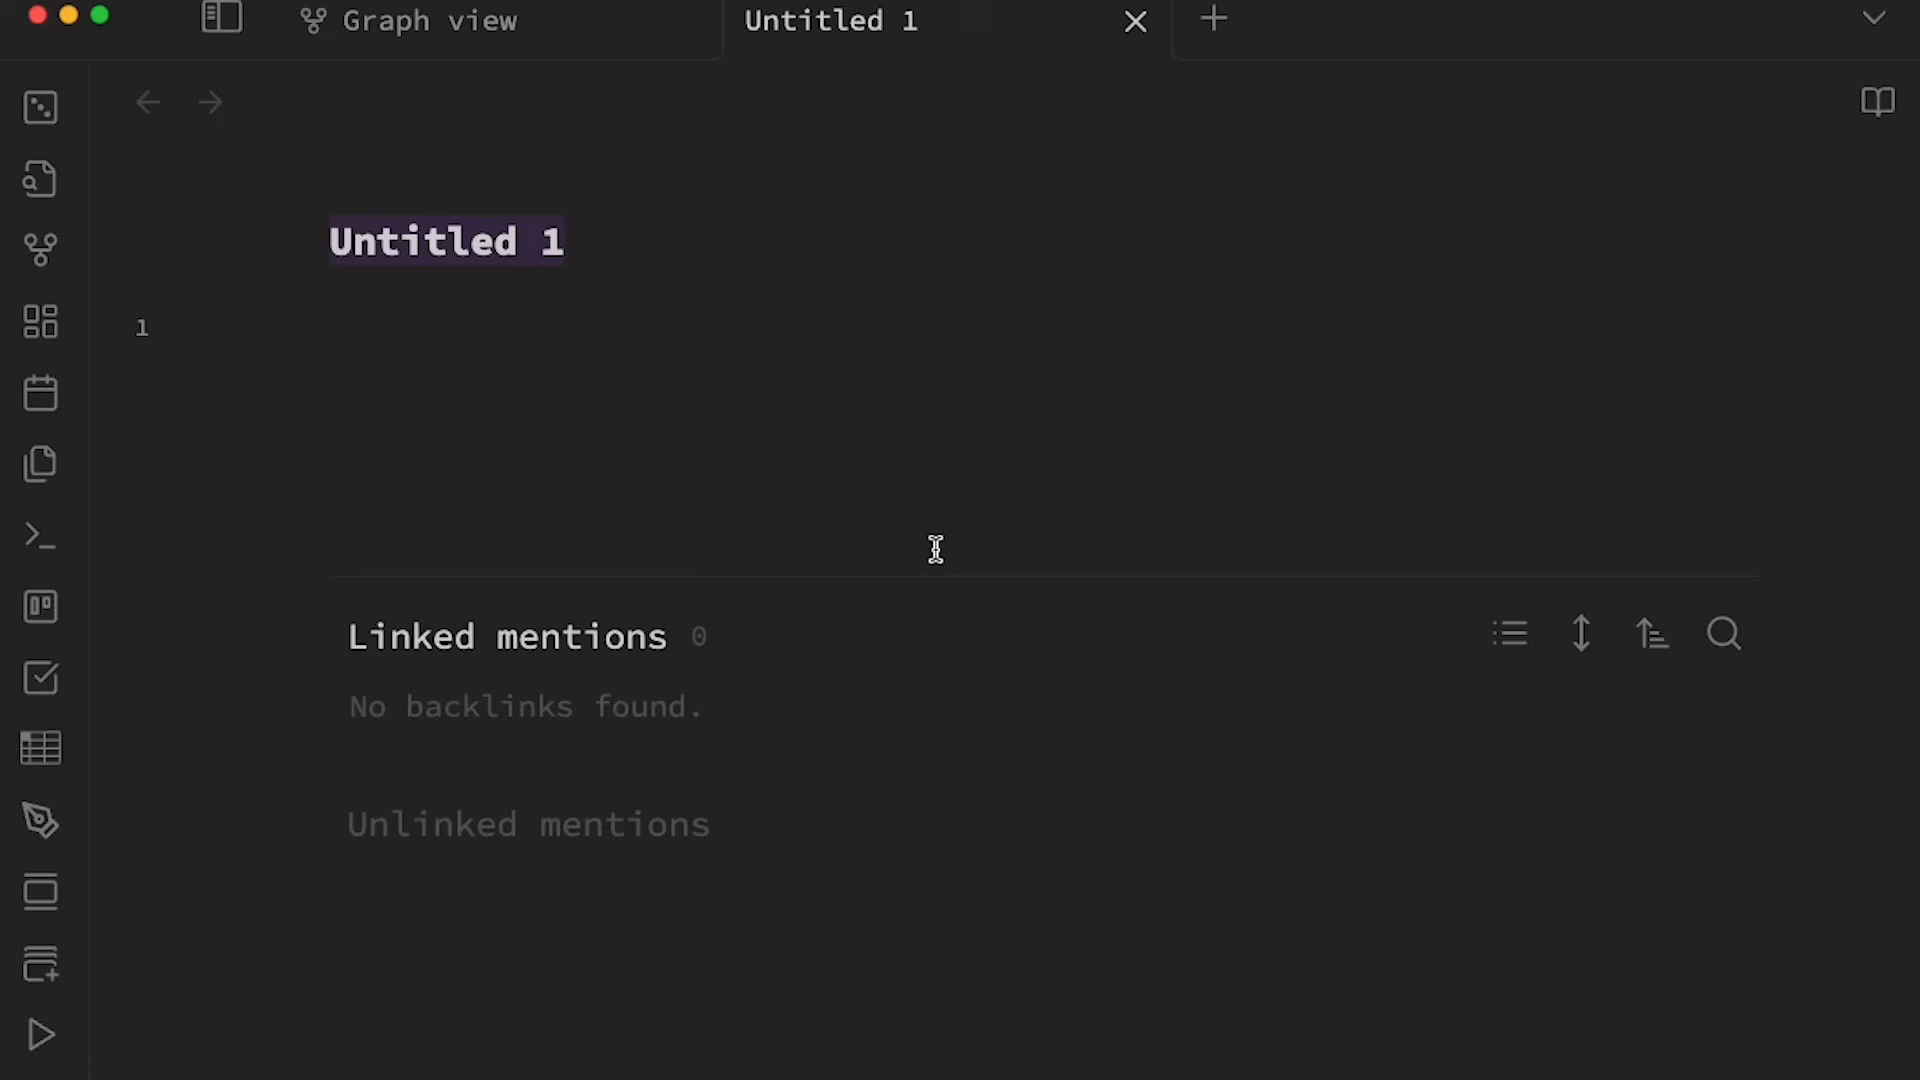 Graph view
Untitled 1
Untitled 1
1
Linked mentions 0
No backlinks found.
Unlinked mentions